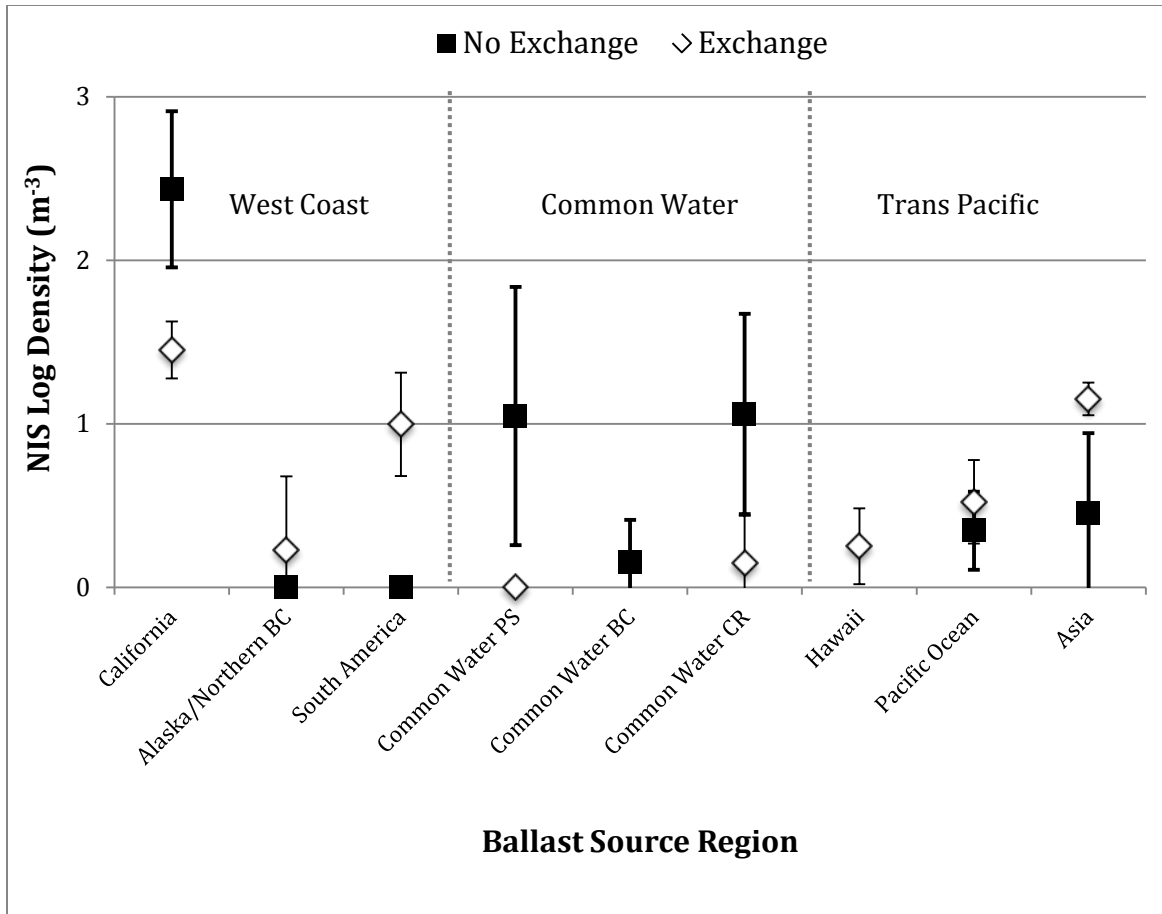 No Exchange Exchange
3
West Coast Common Water Trans Pacific
2
1
0
NIS Log Density (m-3)
California
Alaska/Northern BC
South America
Common Water PS
Common Water BC
Common Water CR
Hawaii
Pacific Ocean
Asia
Ballast Source Region